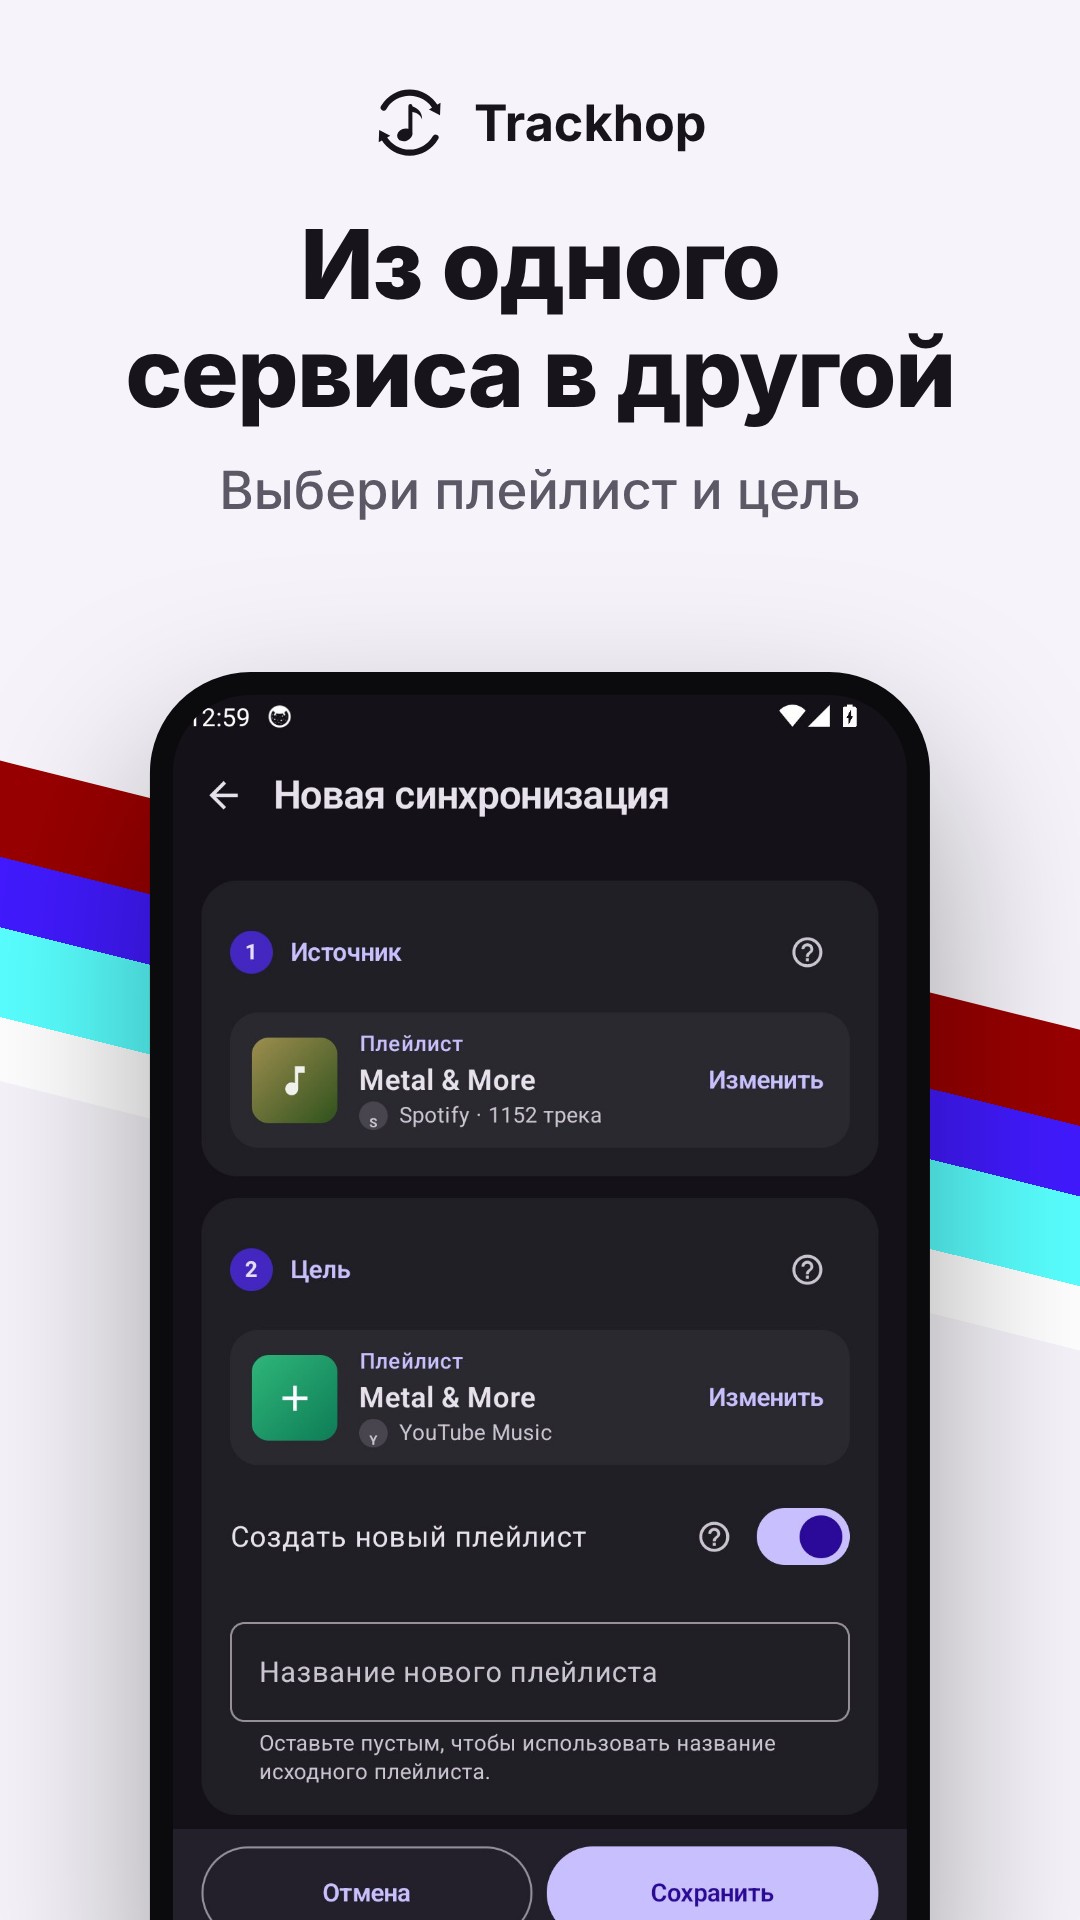 Trackhop
Из одного
сервиса в другой
Выбери плейлист и цель
12:59
Новая синхронизация
1 Источник
Плейлист
Metal & More
Изменить
S Spotify · 1152 трека
2 Цель
Плейлист
Metal & More
Изменить
Y YouTube Music
Создать новый плейлист
Название нового плейлиста
Оставьте пустым, чтобы использовать название
исходного плейлиста.
Отмена
Сохранить